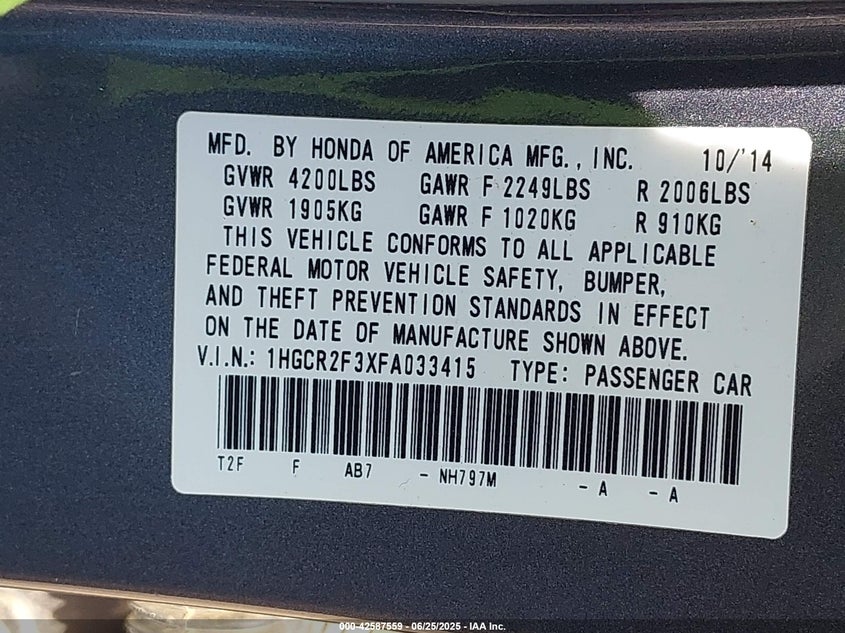 MFD. BY HONDA OF AMERICA MFG., INC. 10/'14
GVWR 4200LBS GAWR F 2249LBS R 2006LBS
GVWR 1905KG GAWR F 1020KG R 910KG
THIS VEHICLE CONFORMS TO ALL APPLICABLE
FEDERAL MOTOR VEHICLE SAFETY, BUMPER,
AND THEFT PREVENTION STANDARDS IN EFFECT
ON THE DATE OF MANUFACTURE SHOWN ABOVE.
V.I.N.: 1HGCR2F3XFA033415 TYPE: PASSENGER CAR
T2F F AB7 - NH797M - A - A
000-42587559 - 06/25/2025 - IAA Inc.